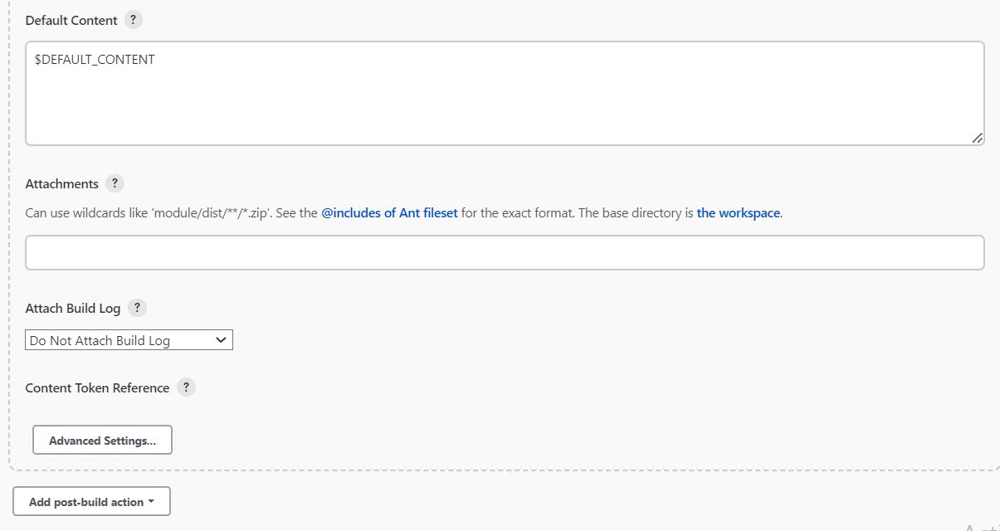 Default Content ?
$DEFAULT_CONTENT
Attachments ?
Can use wildcards like 'module/dist/**/*.zip'. See the @includes of Ant fileset for the exact format. The base directory is the workspace.
Attach Build Log ?
Do Not Attach Build Log
Content Token Reference ?
Advanced Settings...
Add post-build action